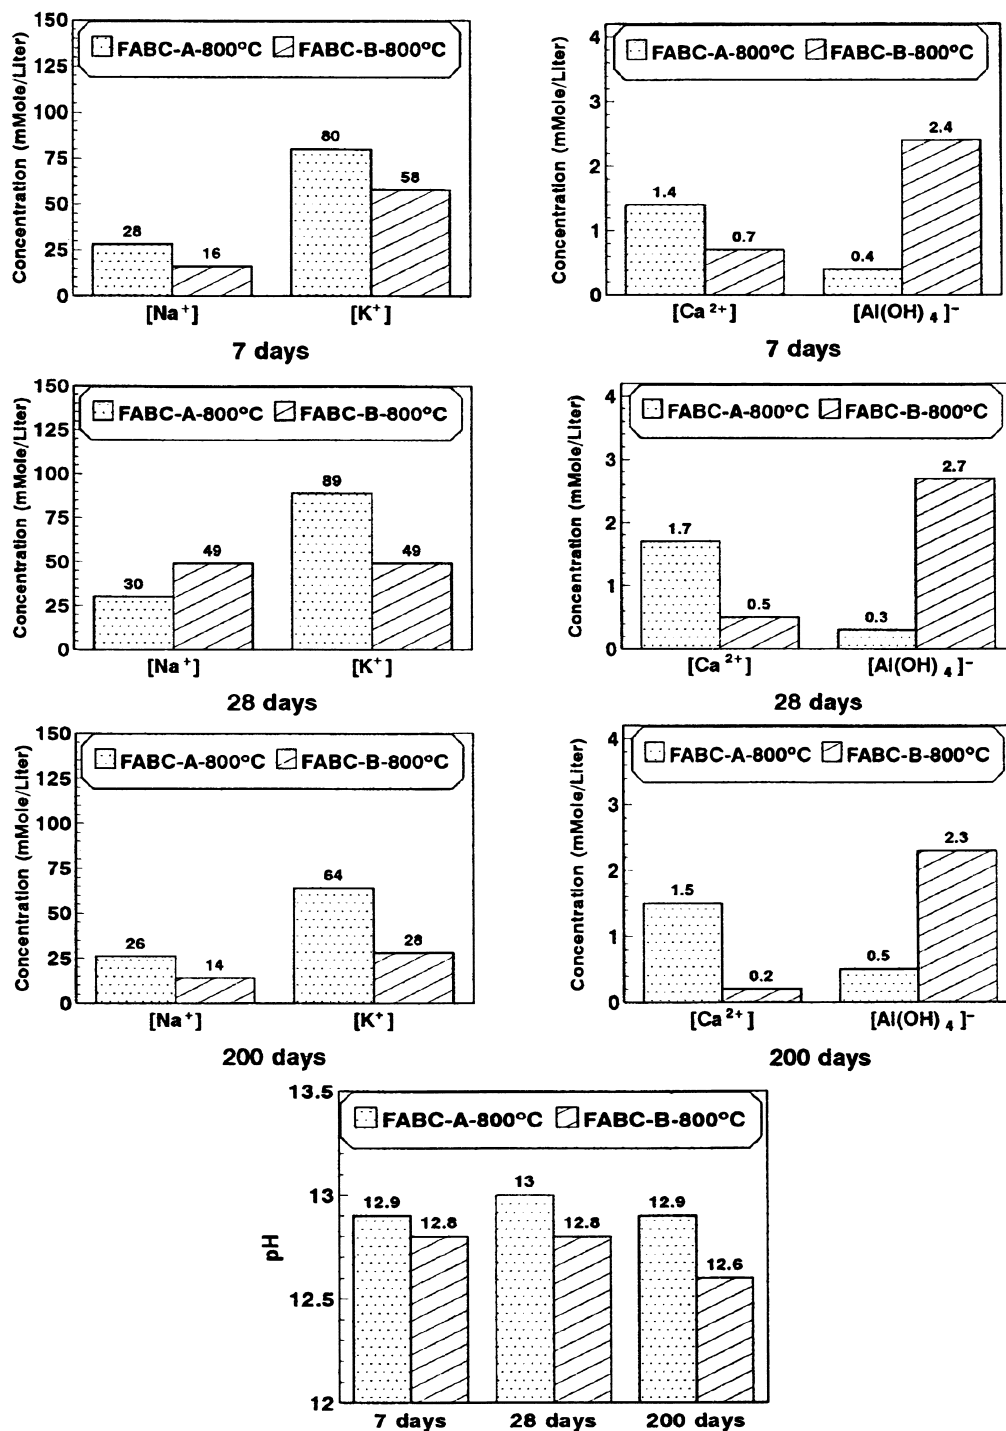 Concentration (mMole/Liter)
150
125
100
75
50
25
0
FABC-A-800°C FABC-B-800°C
28
16
80
58
[Na⁺] [K⁺]
7 days
Concentration (mMole/Liter)
4
3
2
1
0
FABC-A-800°C FABC-B-800°C
1.4
0.7
0.4
2.4
[Ca²⁺] [Al(OH)₄]⁻
7 days
Concentration (mMole/Liter)
150
125
100
75
50
25
0
FABC-A-800°C FABC-B-800°C
30
49
89
49
[Na⁺] [K⁺]
28 days
Concentration (mMole/Liter)
4
3
2
1
0
FABC-A-800°C FABC-B-800°C
1.7
0.5
0.3
2.7
[Ca²⁺] [Al(OH)₄]⁻
28 days
Concentration (mMole/Liter)
150
125
100
75
50
25
0
FABC-A-800°C FABC-B-800°C
26
14
64
28
[Na⁺] [K⁺]
200 days
Concentration (mMole/Liter)
4
3
2
1
0
FABC-A-800°C FABC-B-800°C
1.5
0.2
0.5
2.3
[Ca²⁺] [Al(OH)₄]⁻
200 days
pH
13.5
13
12.5
12
FABC-A-800°C FABC-B-800°C
12.9
12.8
13
12.8
12.9
12.6
7 days 28 days 200 days